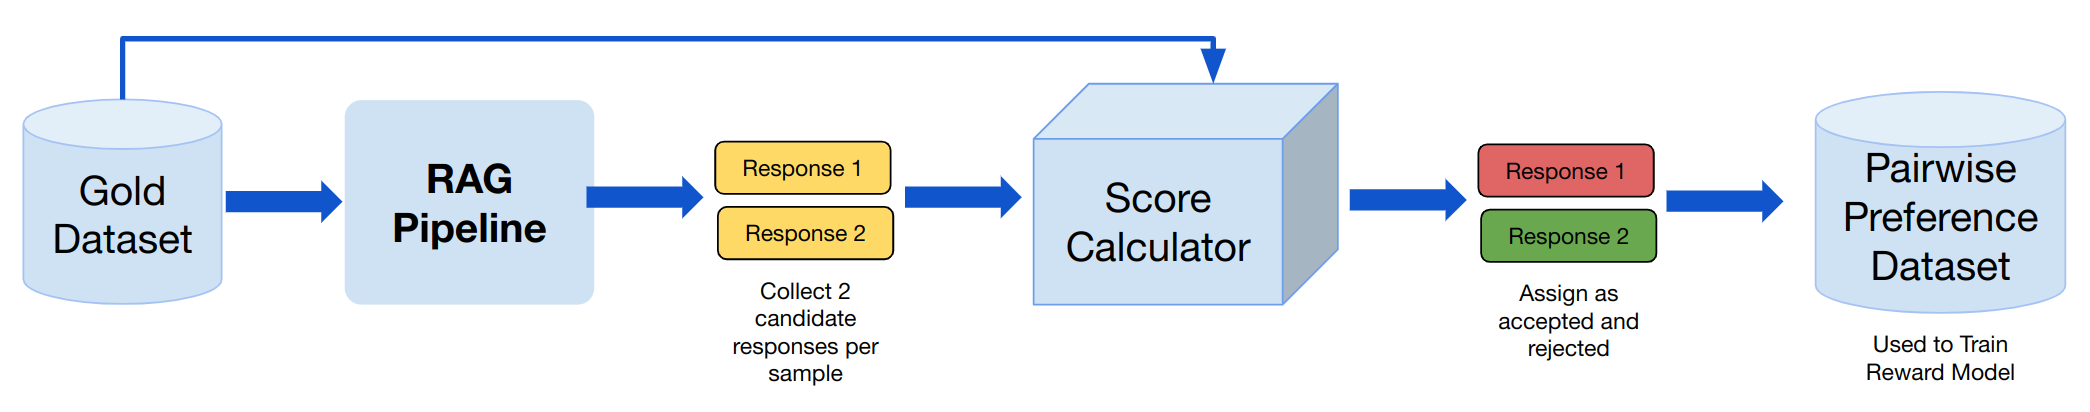 Gold
Dataset
RAG
Pipeline
Response 1
Response 2
Collect 2
candidate
responses per
sample
Score
Calculator
Response 1
Response 2
Assign as
accepted and
rejected
Pairwise
Preference
Dataset
Used to Train
Reward Model